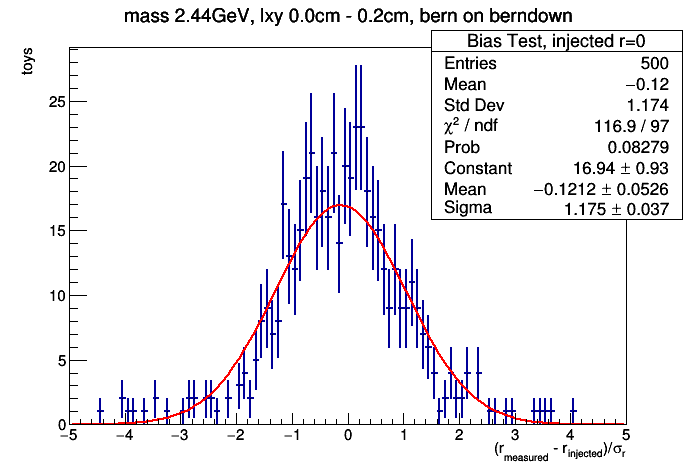 mass 2.44GeV, lxy 0.0cm - 0.2cm, bern on berndown
Bias Test, injected r=0
Entries 500
Mean −0.12
Std Dev 1.174
χ² / ndf 116.9 / 97
Prob 0.08279
Constant 16.94 ± 0.93
Mean −0.1212 ± 0.0526
Sigma 1.175 ± 0.037
toys
25
20
15
10
5
0
−5 −4 −3 −2 −1 0 1 2 3 4 5
(r_measured - r_injected)/σ_r